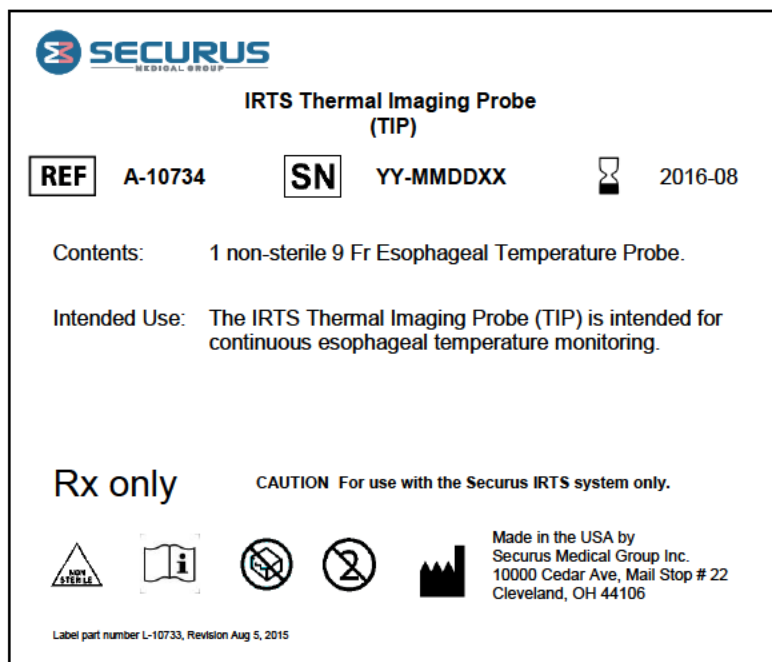 SECURUS
MEDICAL GROUP
IRTS Thermal Imaging Probe
(TIP)
REF A-10734 SN YY-MMDDXX 2016-08
Contents: 1 non-sterile 9 Fr Esophageal Temperature Probe.
Intended Use: The IRTS Thermal Imaging Probe (TIP) is intended for
continuous esophageal temperature monitoring.
Rx only CAUTION For use with the Securus IRTS system only.
NON
STERILE
i
2
Made in the USA by
Securus Medical Group Inc.
10000 Cedar Ave, Mail Stop # 22
Cleveland, OH 44106
Label part number L-10733, Revision Aug 5, 2015